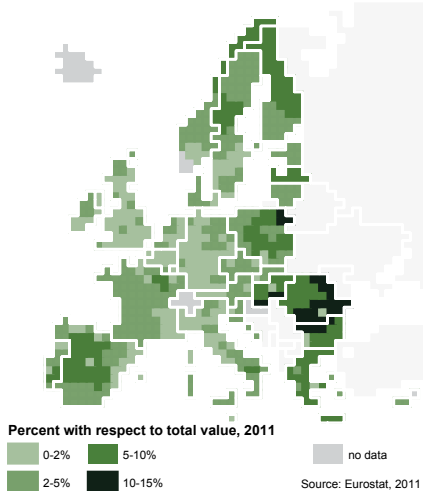 Percent with respect to total value, 2011
0-2%
5-10%
no data
2-5%
10-15%
Source: Eurostat, 2011